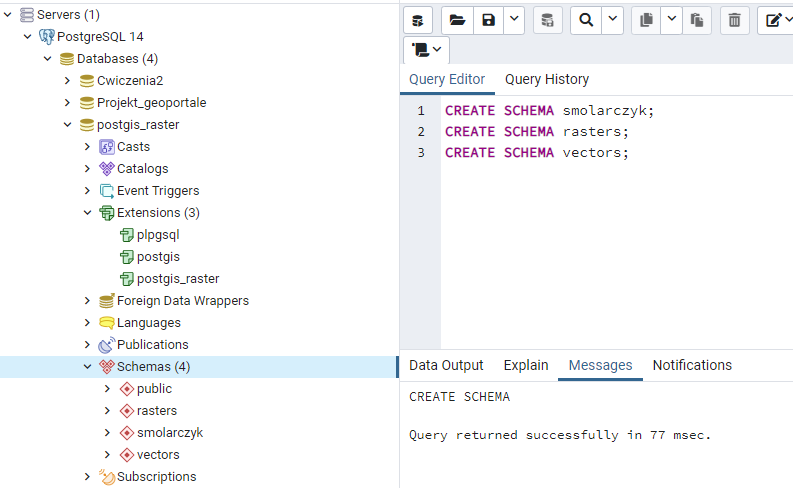 Servers (1)
PostgreSQL 14
Databases (4)
Cwiczenia2
Projekt_geoportale
postgis_raster
Casts
Catalogs
Event Triggers
Extensions (3)
plpgsql
postgis
postgis_raster
Foreign Data Wrappers
Languages
Publications
Schemas (4)
public
rasters
smolarczyk
vectors
Subscriptions
Query Editor Query History
1 CREATE SCHEMA smolarczyk;
2 CREATE SCHEMA rasters;
3 CREATE SCHEMA vectors;
Data Output Explain Messages Notifications
CREATE SCHEMA
Query returned successfully in 77 msec.